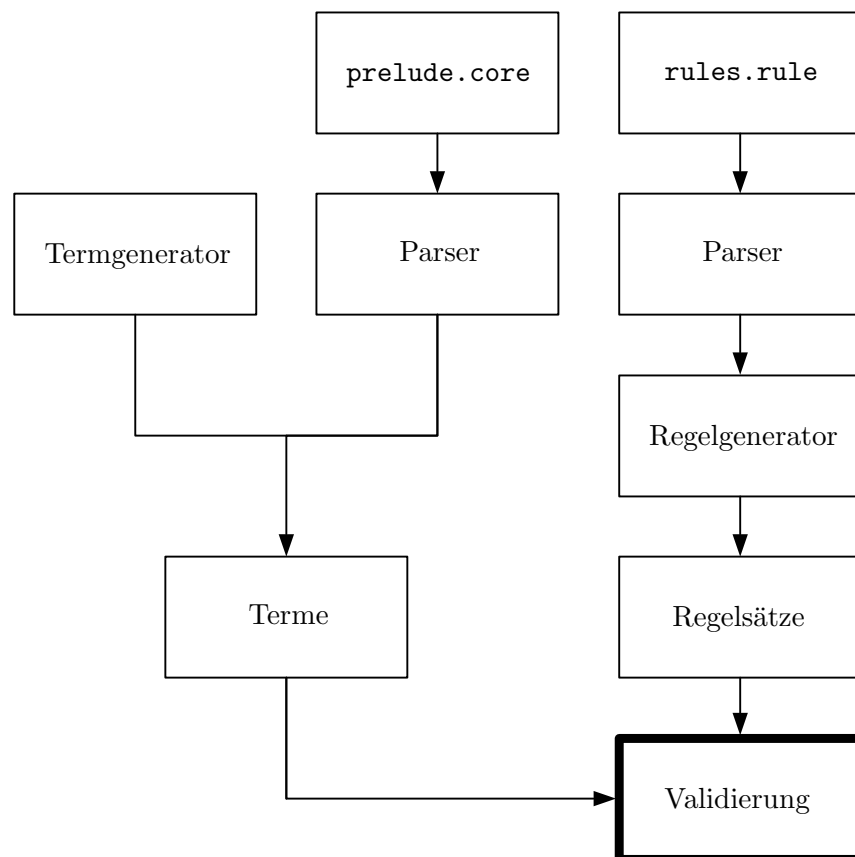 prelude.core
rules.rule
Termgenerator
Parser
Parser
Regelgenerator
Terme
Regelsätze
Validierung